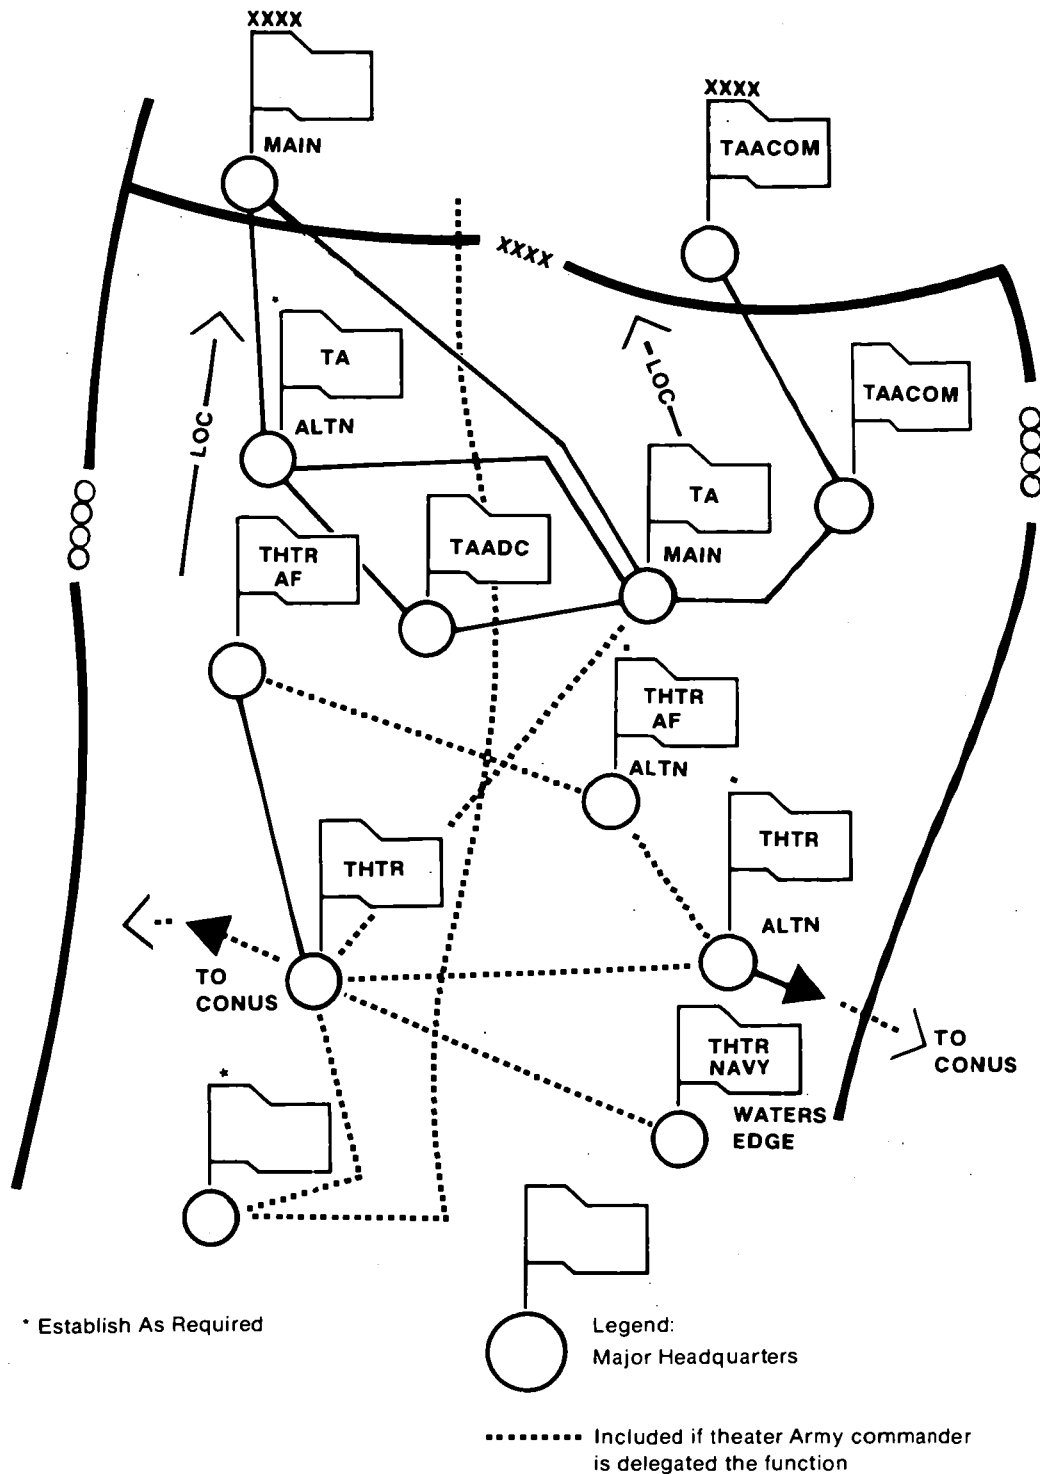 XXXX
MAIN
XXXX
TAACOM
XXXX
*
TA
ALTN
LOC
LOC
TAACOM
TA
MAIN
THTR
AF
TAADC
*
THTR
AF
ALTN
*
THTR
ALTN
THTR
TO
CONUS
THTR
NAVY
WATERS
EDGE
TO
CONUS
*
* Establish As Required
Legend:
Major Headquarters
Included if theater Army commander
is delegated the function